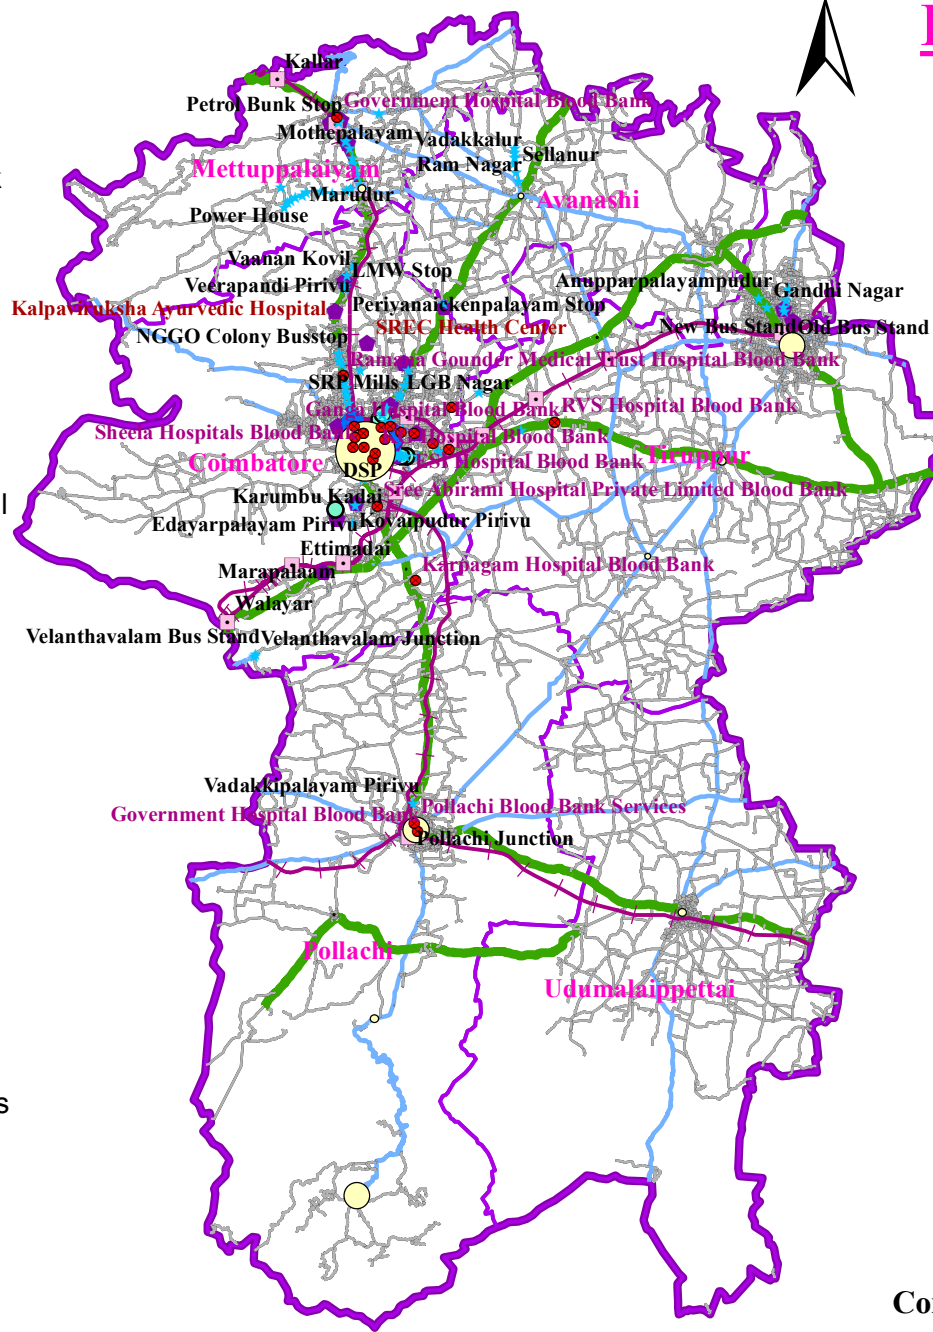 Kallar
Petrol Bunk Stop
Government Hospital Blood Bank
Mothepalayam
Vadakkalur
Sellanur
Ram Nagar
Mettuppalaiyam
Marudur
Avanashi
Power House
Vaanan Kovil
LMW Stop
Veerapandi Pirivu
Anupparpalayampudur
Gandhi Nagar
Kalpaviruksha Ayurvedic Hospital
Periyanaickenpalayam Stop
SREC Health Center
New Bus Stand
Old Bus Stand
NGGO Colony Busstop
Ramana Gounder Medical Trust Hospital Blood Bank
SRP Mills
LGB Nagar
Ganga Hospital Blood Bank
RVS Hospital Blood Bank
Sheela Hospitals Blood Bank
Hospital Blood Bank
Coimbatore
DSP
ESI Hospital Blood Bank
Tiruppur
Karumbu Kadai
Sree Abirami Hospital Private Limited Blood Bank
Edayarpalayam Pirivu
Kovaipudur Pirivu
Ettimadai
Marapalaam
Karpagam Hospital Blood Bank
Walayar
Velanthavalam Bus Stand
Velanthavalam Junction
Vadakkipalayam Pirivu
Pollachi Blood Bank Services
Government Hospital Blood Bank
Pollachi Junction
Pollachi
Udumalaippettai
s
Coi